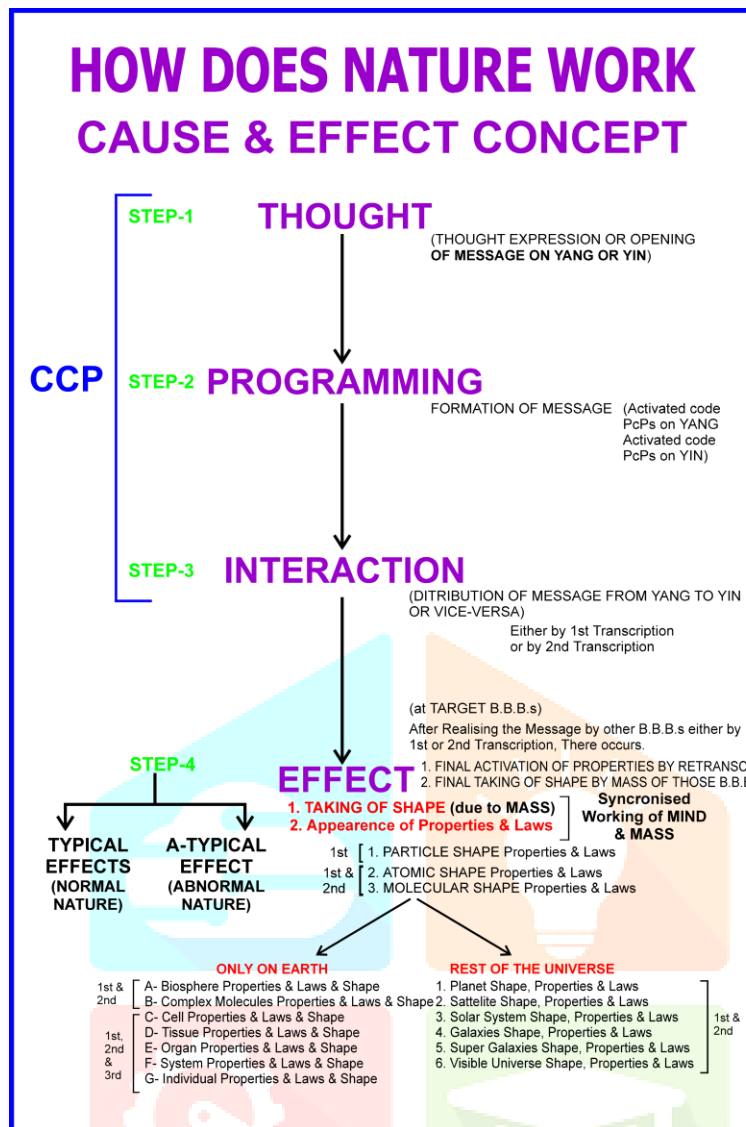 HOW DOES NATURE WORK
CAUSE & EFFECT CONCEPT
STEP-1
THOUGHT
(THOUGHT EXPRESSION OR OPENING
OF MESSAGE ON YANG OR YIN)
CCP
STEP-2
PROGRAMMING
FORMATION OF MESSAGE (Activated code
PcPs on YANG
Activated code
PcPs on YIN)
STEP-3
INTERACTION
(DITRIBUTION OF MESSAGE FROM YANG TO YIN
OR VICE-VERSA)
Either by 1st Transcription
or by 2nd Transcription
(at TARGET B.B.B.s)
After Realising the Message by other B.B.B.s either by
1st or 2nd Transcription, There occurs.
STEP-4
EFFECT
1. FINAL ACTIVATION OF PROPERTIES BY RETRANSC
2. FINAL TAKING OF SHAPE BY MASS OF THOSE B.B.B
1. TAKING OF SHAPE (due to MASS)
2. Appearence of Properties & Laws
Syncronised
Working of MIND
& MASS
TYPICAL
EFFECTS
(NORMAL
NATURE)
A-TYPICAL
EFFECT
(ABNORMAL
NATURE)
1st
1. PARTICLE SHAPE Properties & Laws
1st &
2nd
2. ATOMIC SHAPE Properties & Laws
3. MOLECULAR SHAPE Properties & Laws
ONLY ON EARTH
1st &
2nd
A- Biosphere Properties & Laws & Shape
B- Complex Molecules Properties & Laws & Shape
1st,
2nd
&
3rd
C- Cell Properties & Laws & Shape
D- Tissue Properties & Laws & Shape
E- Organ Properties & Laws & Shape
F- System Properties & Laws & Shape
G- Individual Properties & Laws & Shape
REST OF THE UNIVERSE
1. Planet Shape, Properties & Laws
2. Sattelite Shape, Properties & Laws
3. Solar System Shape, Properties & Laws
4. Galaxies Shape, Properties & Laws
5. Super Galaxies Shape, Properties & Laws
6. Visible Universe Shape, Properties & Laws
1st &
2nd